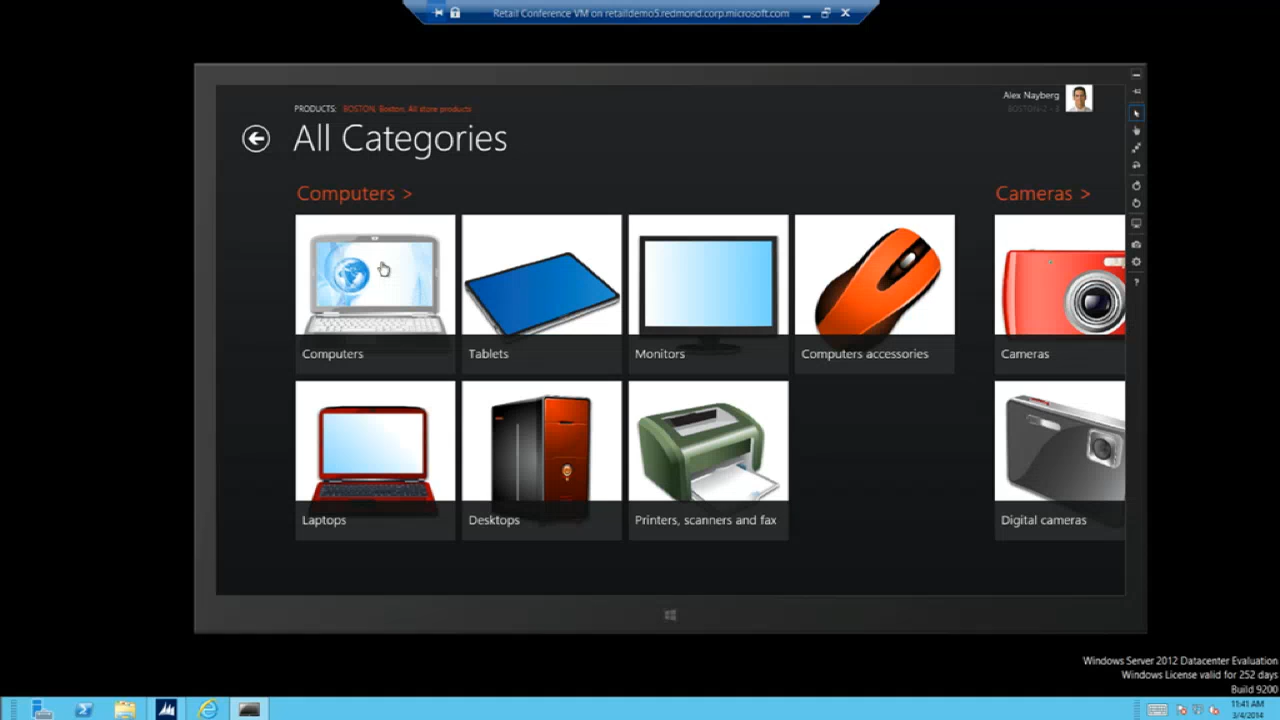 Retail Conference VM on retaildemo5.redmond.corp.microsoft.com
PRODUCTS: BOSTON, Boston, All store products
Alex Nayberg
All Categories
Computers >
Cameras >
Computers
Tablets
Monitors
Computers accessories
Cameras
Laptops
Desktops
Printers, scanners and fax
Digital cameras
Windows Server 2012 Datacenter Evaluation
Windows License valid for 252 days
Build 9200
11:41 AM
3/4/2014